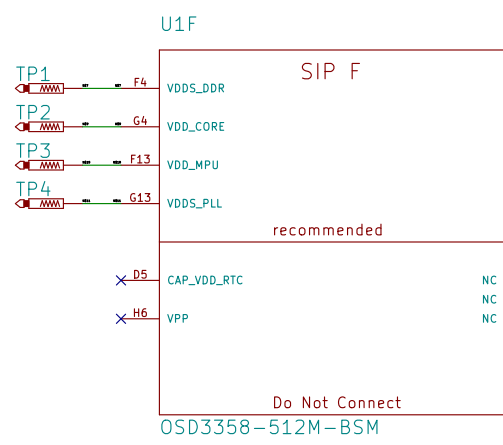 U1F
SIP F
TP1 F4 VDDS_DDR
TP2 G4 VDD_CORE
TP3 F13 VDD_MPU
TP4 G13 VDDS_PLL
recommended
D5 CAP_VDD_RTC NC
NC
H6 VPP NC
Do Not Connect
OSD3358-512M-BSM